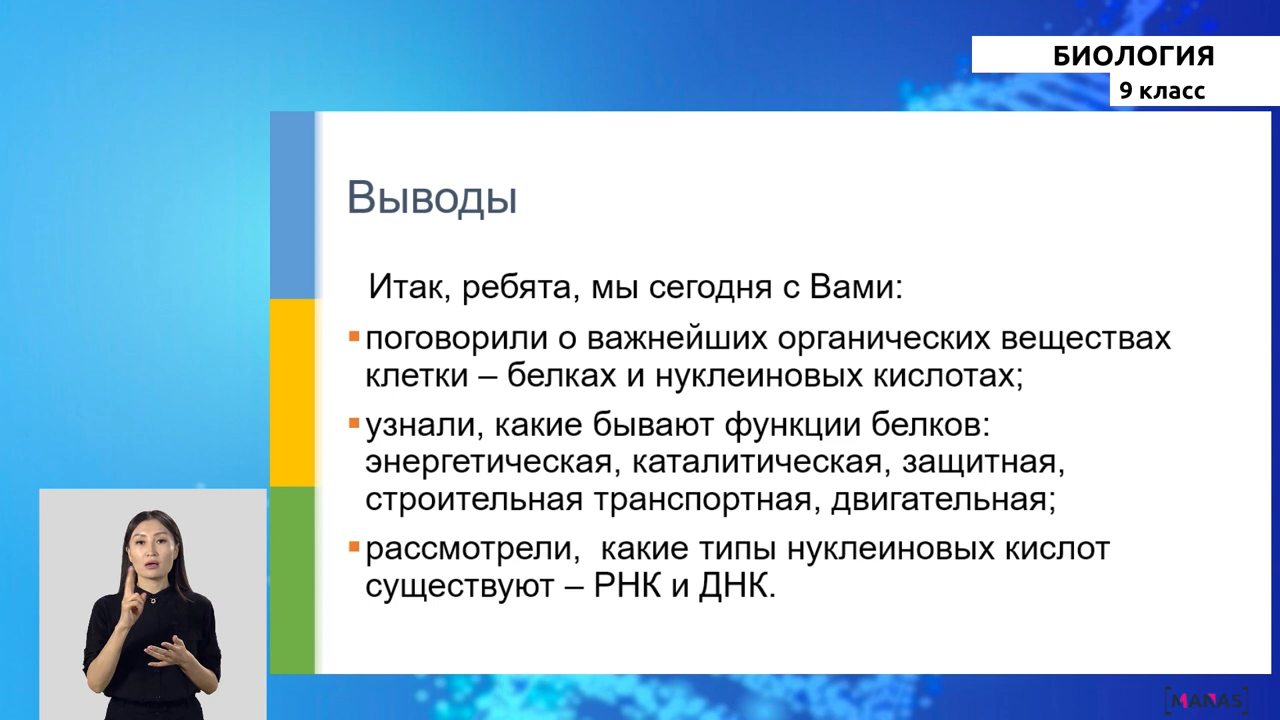 БИОЛОГИЯ
9 класс
Выводы
Итак, ребята, мы сегодня с Вами:
▪поговорили о важнейших органических веществах
клетки – белках и нуклеиновых кислотах;
▪узнали, какие бывают функции белков:
энергетическая, каталитическая, защитная,
строительная транспортная, двигательная;
▪рассмотрели,  какие типы нуклеиновых кислот
существуют – РНК и ДНК.
[MANAS]